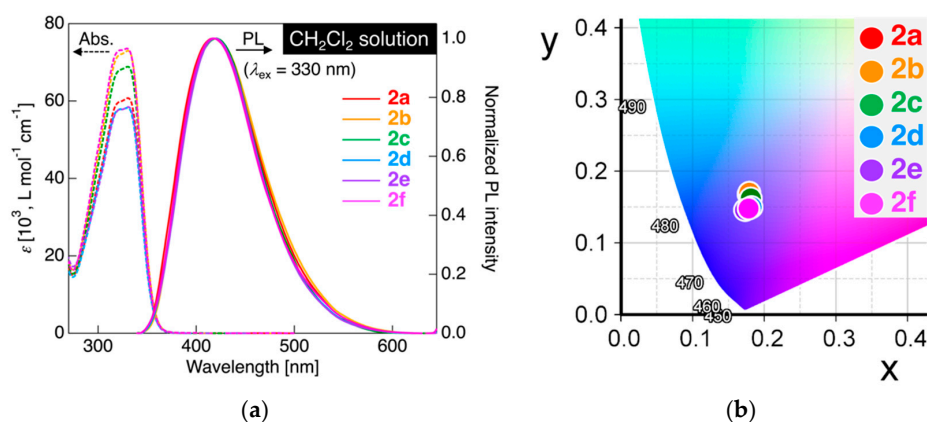 80
60
40
20
0
ε [10³, L mol⁻¹ cm⁻¹]
Abs.
PL
CH₂Cl₂ solution
(λex = 330 nm)
2a
2b
2c
2d
2e
2f
1.0
0.8
0.6
0.4
0.2
0.0
Normalized PL intensity
300 400 500 600
Wavelength [nm]
(a)
y
0.4
0.3
0.2
0.1
0.0
490
480
470
460
450
2a
2b
2c
2d
2e
2f
0.0 0.1 0.2 0.3 0.4
x
(b)